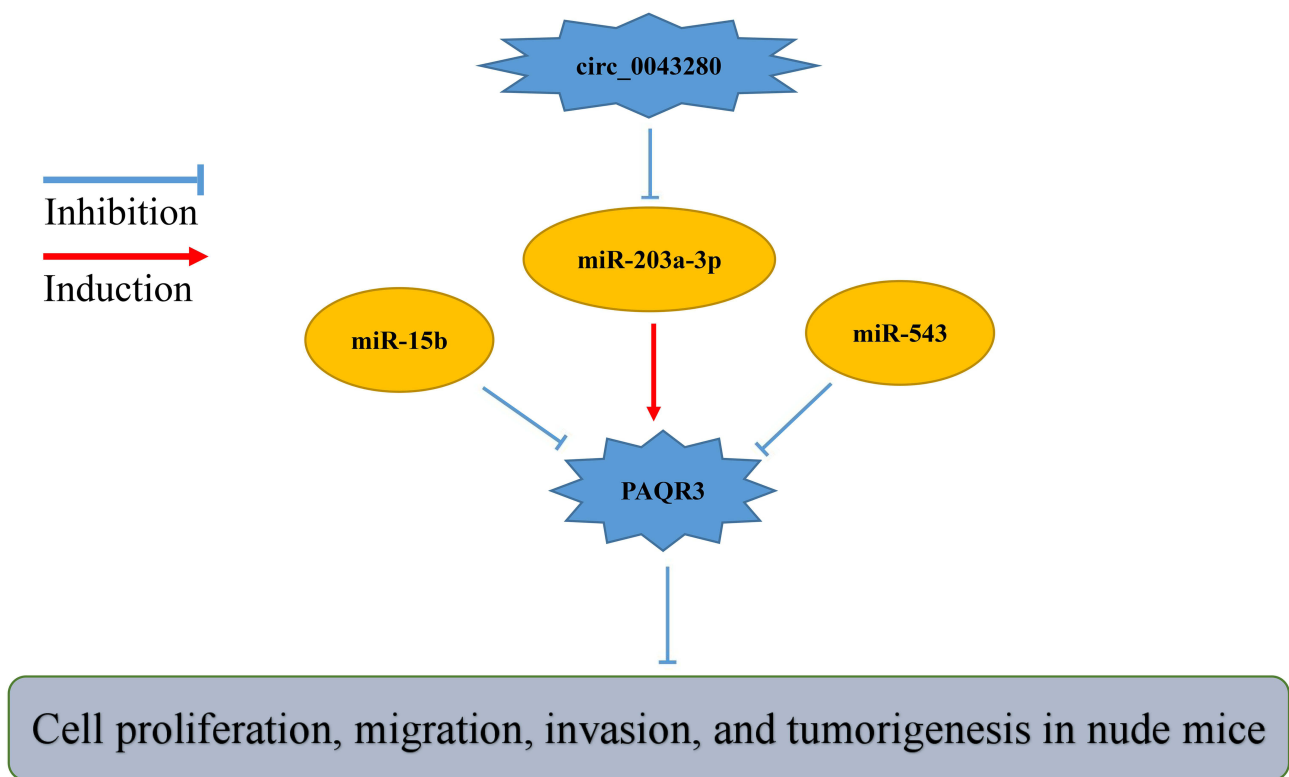 circ_0043280
Inhibition
miR-203a-3p
Induction
miR-15b
miR-543
PAQR3
Cell proliferation, migration, invasion, and tumorigenesis in nude mice